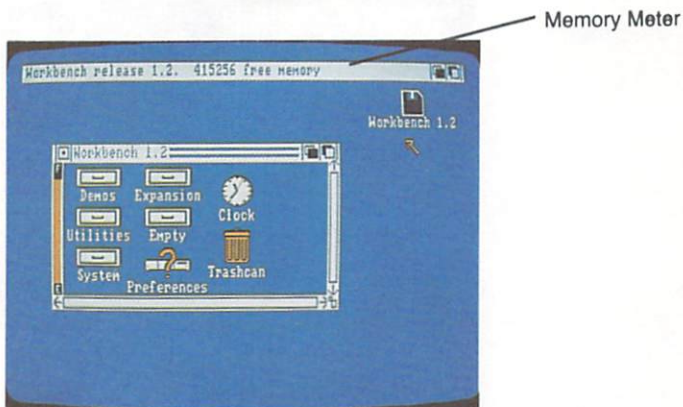 Memory Meter
Workbench release 1.2. 415256 free memory
Workbench 1.2
Workbench 1.2
Demos Expansion Clock
Utilities Empty
System Preferences Trashcan